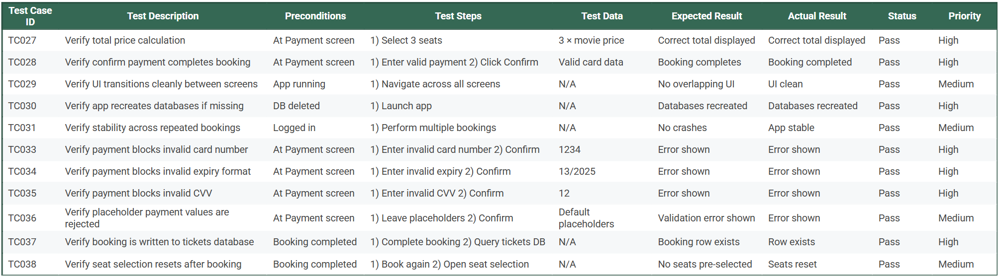 Test Case ID Test Description Preconditions Test Steps Test Data Expected Result Actual Result Status Priority
TC027 Verify total price calculation At Payment screen 1) Select 3 seats 3 × movie price Correct total displayed Correct total displayed Pass High
TC028 Verify confirm payment completes booking At Payment screen 1) Enter valid payment 2) Click Confirm Valid card data Booking completes Booking completed Pass High
TC029 Verify UI transitions cleanly between screens App running 1) Navigate across all screens N/A No overlapping UI UI clean Pass Medium
TC030 Verify app recreates databases if missing DB deleted 1) Launch app N/A Databases recreated Databases recreated Pass High
TC031 Verify stability across repeated bookings Logged in 1) Perform multiple bookings N/A No crashes App stable Pass Medium
TC033 Verify payment blocks invalid card number At Payment screen 1) Enter invalid card number 2) Confirm 1234 Error shown Error shown Pass High
TC034 Verify payment blocks invalid expiry format At Payment screen 1) Enter invalid expiry 2) Confirm 13/2025 Error shown Error shown Pass High
TC035 Verify payment blocks invalid CVV At Payment screen 1) Enter invalid CVV 2) Confirm 12 Error shown Error shown Pass High
TC036 Verify placeholder payment values are rejected At Payment screen 1) Leave placeholders 2) Confirm Default placeholders Validation error shown Error shown Pass Medium
TC037 Verify booking is written to tickets database Booking completed 1) Complete booking 2) Query tickets DB N/A Booking row exists Row exists Pass High
TC038 Verify seat selection resets after booking Booking completed 1) Book again 2) Open seat selection N/A No seats pre-selected Seats reset Pass Medium